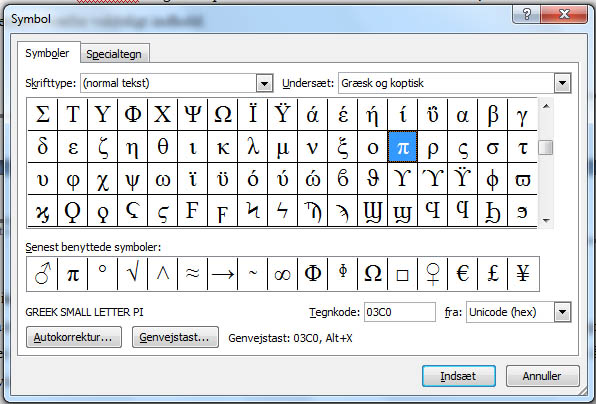 Symbol
Symboler Specialtegn
Skrifttype: (normal tekst) Undersæt: Græsk og koptisk
Σ Τ Υ Φ Χ Ψ Ω Ϊ Ϋ ά έ ή ί ΰ α β γ
δ ε ζ η θ ι κ λ μ ν ξ ο π ρ ς σ τ
υ φ χ ψ ω ϊ ϋ ό ύ ώ ϐ ϑ ϒ ϓ ϔ ϕ ϖ
ϗ Ϙ ϙ Ϛ ϛ Ϝ ϝ Ϟ ϟ Ϡ ϡ Ϣ ϣ Ϥ ϥ Ϧ ϧ
Senest benyttede symboler:
♂ π ° √ ˄ ≈ → ~ ∞ Φ ᶲ Ω □ ♀ € £ ¥
GREEK SMALL LETTER PI Tegnkode: 03C0 fra: Unicode (hex)
Autokorrektur... Genvejstast... Genvejstast: 03C0, Alt+X
Indsæt Annuller